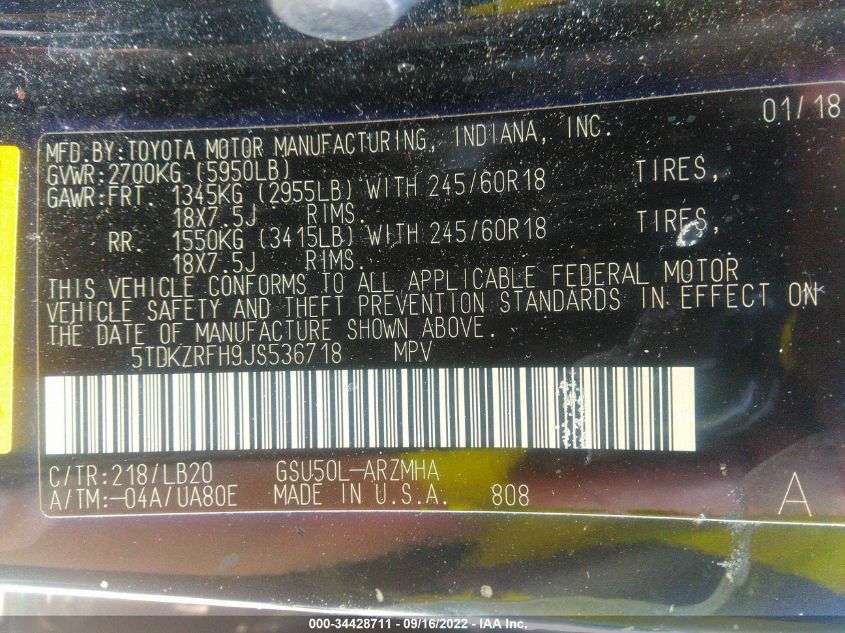 MFD.BY:TOYOTA MOTOR MANUFACTURING, INDIANA, INC. 01/18
GVWR:2700KG (5950LB)
GAWR:FRT. 1345KG (2955LB) WITH 245/60R18 TIRES,
18X7.5J RIMS.
RR. 1550KG (3415LB) WITH 245/60R18 TIRES,
18X7.5J RIMS.
THIS VEHICLE CONFORMS TO ALL APPLICABLE FEDERAL MOTOR
VEHICLE SAFETY AND THEFT PREVENTION STANDARDS IN EFFECT ON
THE DATE OF MANUFACTURE SHOWN ABOVE.
5TDKZRFH9JS536718 MPV
C/TR:218/LB20 GSU50L-ARZMHA
A/TM:-04A/UA80E MADE IN U.S.A. 808 A
000-34428711 - 09/16/2022 - IAA Inc.